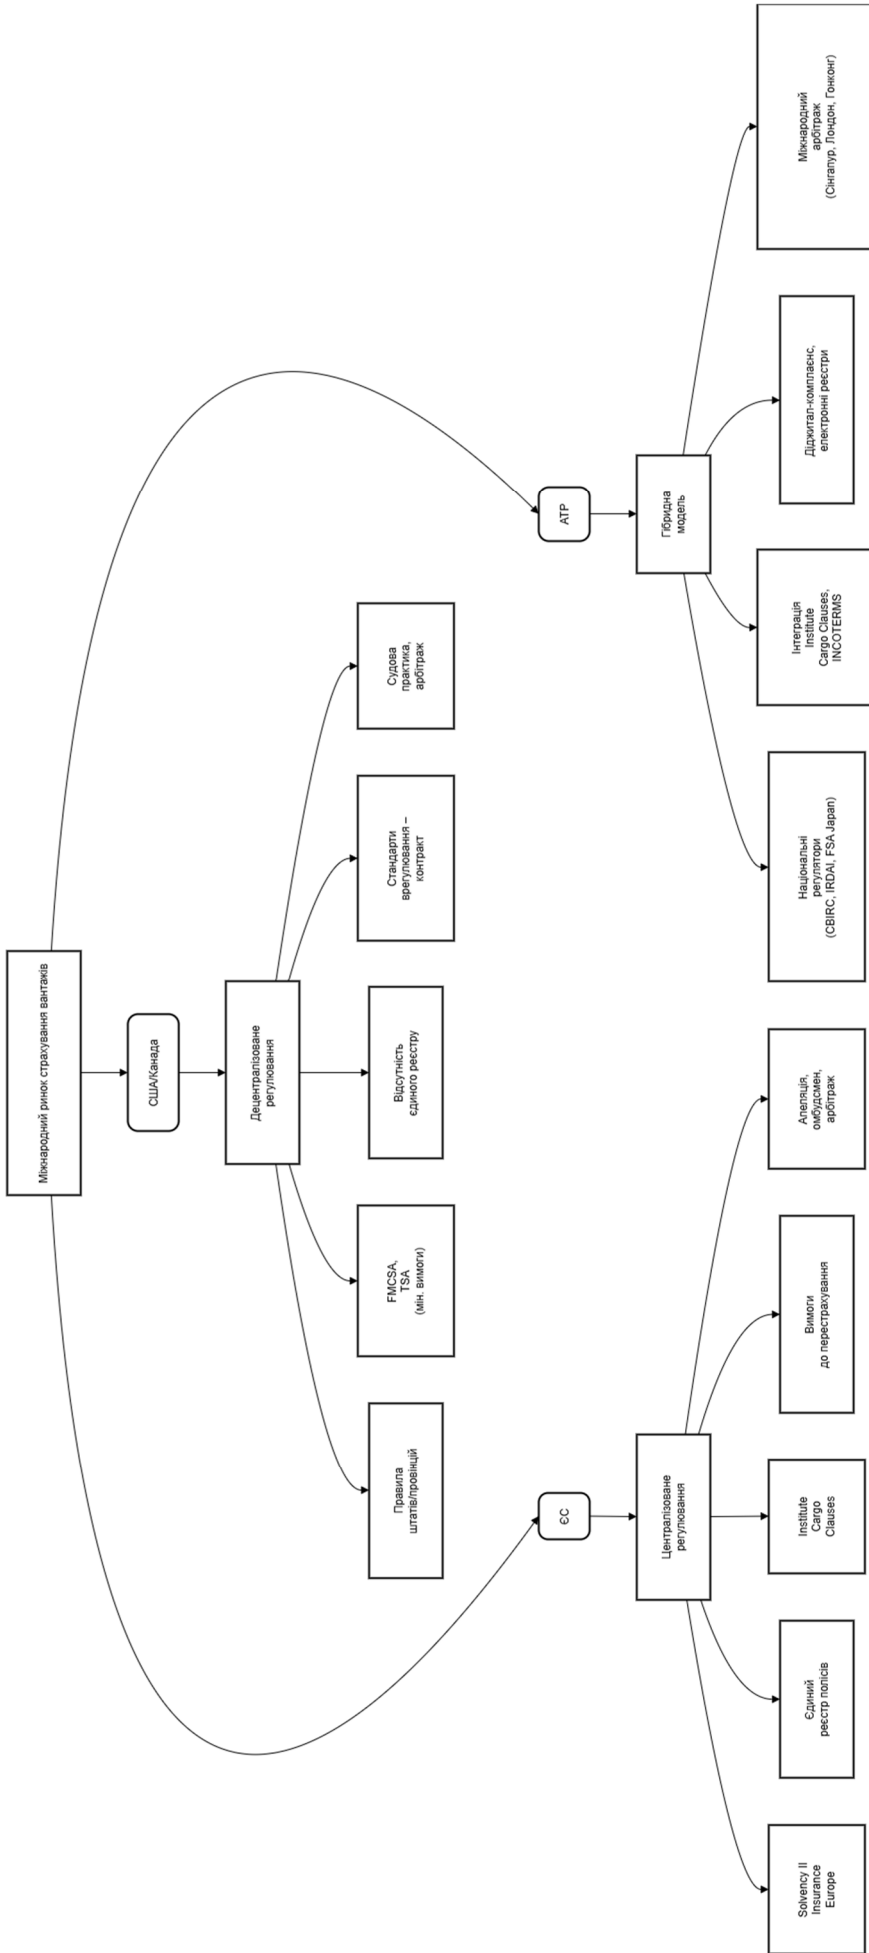 Міжнародний ринок страхування вантажів
США/Канада
Децентралізоване
регулювання
Правила
штатів/провінцій
FMCSA,
TSA
(мін. вимоги)
Відсутність
єдиного реєстру
Стандарти
врегулювання –
контракт
Судова
практика,
арбітраж
ЄС
Централізоване
регулювання
Solvency II
Insurance
Europe
Єдиний
реєстр полісів
Institute
Cargo
Clauses
Вимоги
до перестрахування
Апеляція,
омбудсмен,
арбітраж
АТР
Гібридна
модель
Національні
регулятори
(CBIRC, IRDAI, FSA Japan)
Інтеграція
Institute
Cargo Clauses,
INCOTERMS
Діджитал-комплаєнс,
електронні реєстри
Міжнародний
арбітраж
(Сінгапур, Лондон, Гонконг)